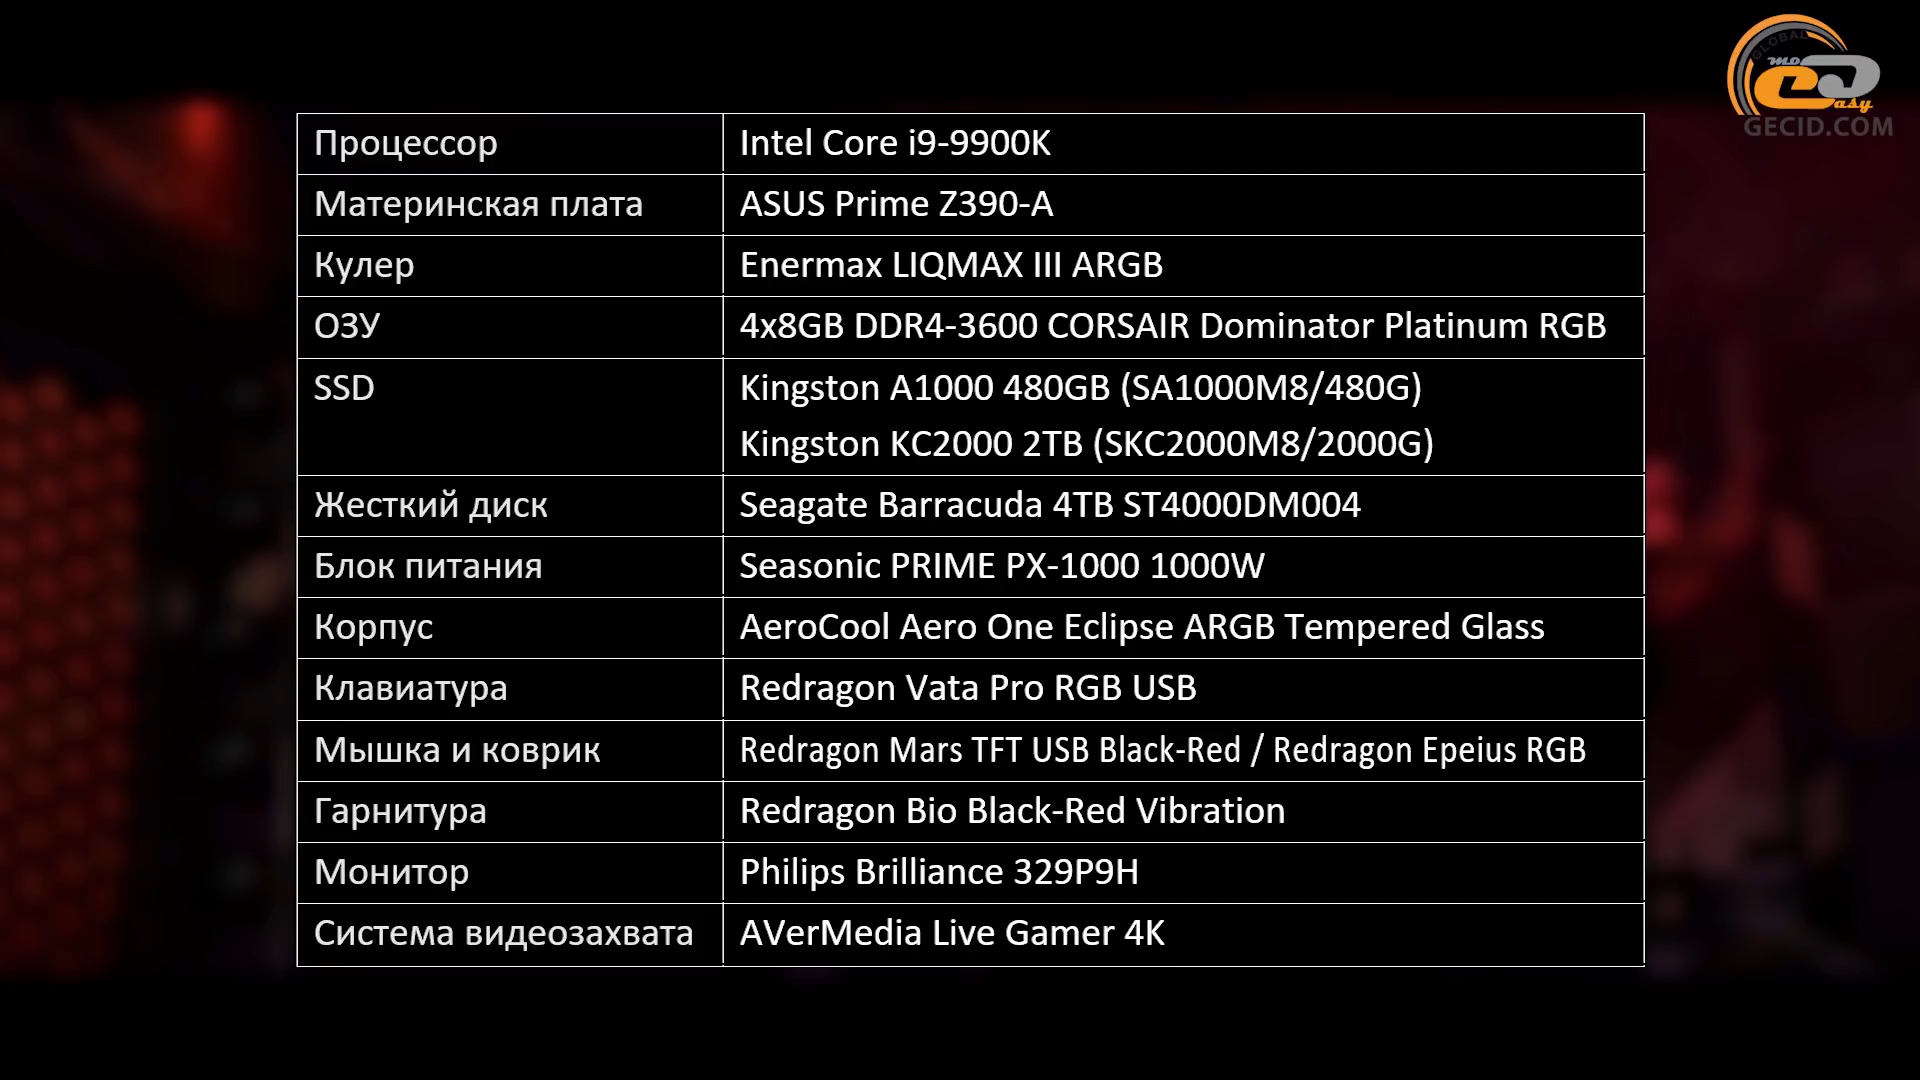 GLOBAL
mo
easy
GECID.COM
Процессор Intel Core i9-9900K
Материнская плата ASUS Prime Z390-A
Кулер Enermax LIQMAX III ARGB
ОЗУ 4x8GB DDR4-3600 CORSAIR Dominator Platinum RGB
SSD Kingston A1000 480GB (SA1000M8/480G)
Kingston KC2000 2TB (SKC2000M8/2000G)
Жесткий диск Seagate Barracuda 4TB ST4000DM004
Блок питания Seasonic PRIME PX-1000 1000W
Корпус AeroCool Aero One Eclipse ARGB Tempered Glass
Клавиатура Redragon Vata Pro RGB USB
Мышка и коврик Redragon Mars TFT USB Black-Red / Redragon Epeius RGB
Гарнитура Redragon Bio Black-Red Vibration
Монитор Philips Brilliance 329P9H
Система видеозахвата AVerMedia Live Gamer 4K